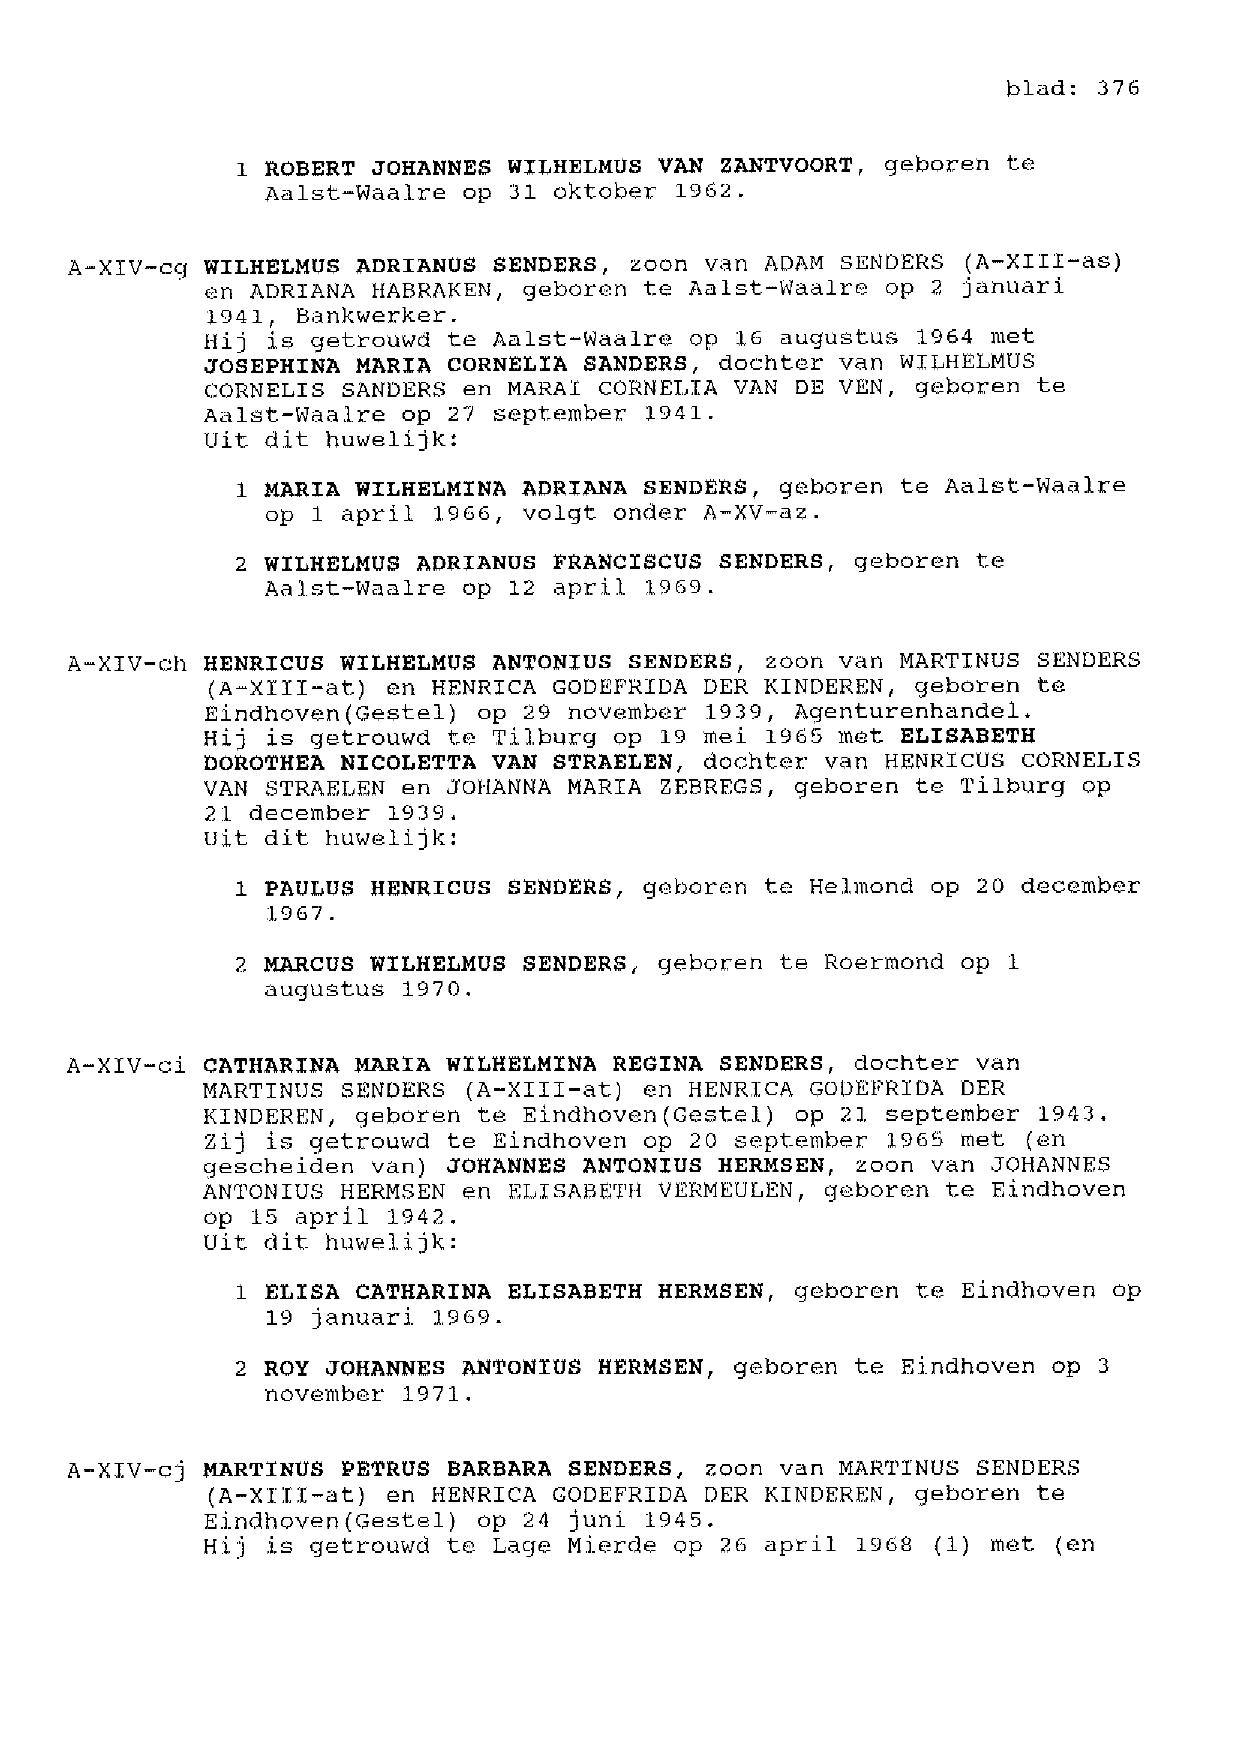 blad: 376
1 ROBERT JOHANNES WILHELMUS VAN ZANTVOORT, geboren te
Aalst-Waalre op 31 oktober 1962.
A-XIV-cg WILHELMUS ADRIANUS SENDERS, zoon van ADAM SENDERS (A-XIII-as)
en ADRIANA HABRAKEN, geboren te Aalst-Waalre op 2 januari
1941, Bankwerker.
Hij is getrouwd te Aalst-Waalre op 16 augustus 1964 met
JOSEPHINA MARIA CORNELIA SANDERS, dochter van WILHELMUS
CORNELIS SANDERS en MARAI CORNELIA VAN DE VEN, geboren te
Aalst-Waalre op 27 september 1941.
Uit dit huwelijk:
1 MARIA WILHELMINA ADRIANA SENDERS, geboren te Aalst-Waalre
op 1 april 1966, volgt onder A-XV-az.
2 WILHELMUS ADRIANUS FRANCISCUS SENDERS, geboren te
Aalst-Waalre op 12 april 1969.
A-XIV-ch HENRICUS WILHELMUS ANTONIUS SENDERS, zoon van MARTINUS SENDERS
(A-XIII-at) en HENRICA GODEFRIDA DER KINDEREN, geboren te
Eindhoven(Gestel) op 29 november 1939, Agenturenhandel.
Hij is getrouwd te Tilburg op 19 mei 1965 met ELISABETH
DOROTHEA NICOLETTA VAN STRAELEN, dochter van HENRICUS CORNELIS
VAN STRAELEN en JOHANNA MARIA ZEBREGS, geboren te Tilburg op
21 december 1939.
Uit dit huwelijk:
1 PAULUS HENRICUS SENDERS, geboren te Helmond op 20 december
1967.
2 MARCUS WILHELMUS SENDERS, geboren te Roermond op 1
augustus 1970.
A-XIV-ci CATHARINA MARIA WILHELMINA REGINA SENDERS, dochter van
MARTINUS SENDERS (A-XIII-at) en HENRICA GODEFRIDA DER
KINDEREN, geboren te Eindhoven(Gestel) op 21 september 1943.
Zij is getrouwd te Eindhoven op 20 september 1965 met (en
gescheiden van) JOHANNES ANTONIUS HERMSEN, zoon van JOHANNES
ANTONIUS HERMSEN en ELISABETH VERMEULEN, geboren te Eindhoven
op 15 april 1942.
Uit dit huwelijk:
1 ELISA CATHARINA ELISABETH HERMSEN, geboren te Eindhoven op
19 januari 1969.
2 ROY JOHANNES ANTONIUS HERMSEN, geboren te Eindhoven op 3
november 1971.
A-XIV-cj MARTINUS PETRUS BARBARA SENDERS, zoon van MARTINUS SENDERS
(A-XIII-at) en HENRICA GODEFRIDA DER KINDEREN, geboren te
Eindhoven(Gestel) op 24 juni 1945.
Hij is getrouwd te Lage Mierde op 26 april 1968 (1) met (en